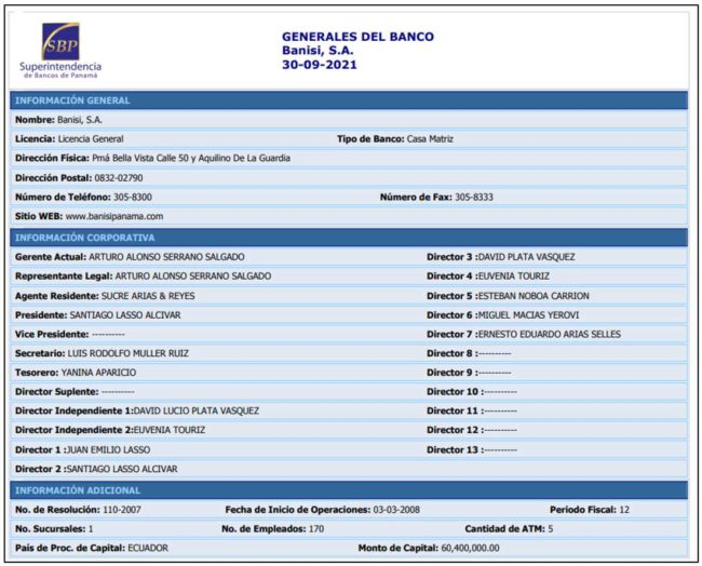 SBP
Superintendencia
de Bancos de Panamá
GENERALES DEL BANCO
Banisi, S.A.
30-09-2021
INFORMACIÓN GENERAL
Nombre: Banisi, S.A.
Licencia: Licencia General Tipo de Banco: Casa Matriz
Dirección Física: Pmá Bella Vista Calle 50 y Aquilino De La Guardia
Dirección Postal: 0832-02790
Número de Teléfono: 305-8300 Número de Fax: 305-8333
Sitio WEB: www.banisipanama.com
INFORMACIÓN CORPORATIVA
Gerente Actual: ARTURO ALONSO SERRANO SALGADO Director 3 :DAVID PLATA VASQUEZ
Representante Legal: ARTURO ALONSO SERRANO SALGADO Director 4 :EUVENIA TOURIZ
Agente Residente: SUCRE ARIAS & REYES Director 5 :ESTEBAN NOBOA CARRION
Presidente: SANTIAGO LASSO ALCIVAR Director 6 :MIGUEL MACIAS YEROVI
Vice Presidente: ---------- Director 7 :ERNESTO EDUARDO ARIAS SELLES
Secretario: LUIS RODOLFO MULLER RUIZ Director 8 :----------
Tesorero: YANINA APARICIO Director 9 :----------
Director Suplente: ---------- Director 10 :----------
Director Independiente 1:DAVID LUCIO PLATA VASQUEZ Director 11 :----------
Director Independiente 2:EUVENIA TOURIZ Director 12 :----------
Director 1 :JUAN EMILIO LASSO Director 13 :----------
Director 2 :SANTIAGO LASSO ALCIVAR
INFORMACIÓN ADICIONAL
No. de Resolución: 110-2007 Fecha de Inicio de Operaciones: 03-03-2008 Periodo Fiscal: 12
No. Sucursales: 1 No. de Empleados: 170 Cantidad de ATM: 5
País de Proc. de Capital: ECUADOR Monto de Capital: 60,400,000.00